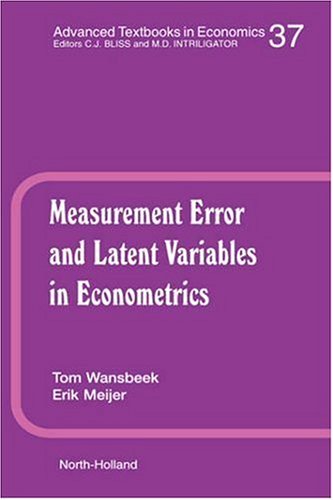 Advanced Textbooks in Economics 37
Editors C.J. BLISS and M.D. INTRILIGATOR
Measurement Error
and Latent Variables
in Econometrics
Tom Wansbeek
Erik Meijer
North-Holland